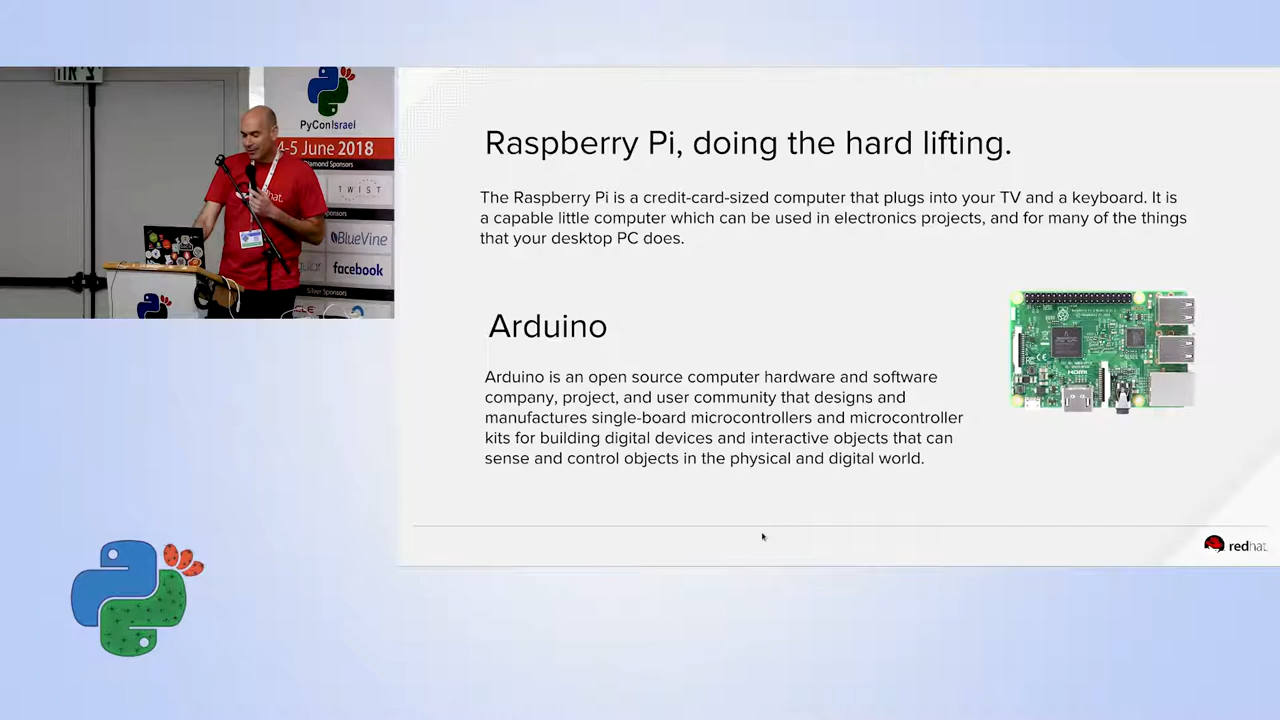 יציאה
PyConIsrael
4-5 June 2018
Diamond Sponsors
TWIST
BlueVine
facebook
Silver Sponsors
hat.
Raspberry Pi, doing the hard lifting.
The Raspberry Pi is a credit-card-sized computer that plugs into your TV and a keyboard. It is
a capable little computer which can be used in electronics projects, and for many of the things
that your desktop PC does.
Arduino
Arduino is an open source computer hardware and software
company, project, and user community that designs and
manufactures single-board microcontrollers and microcontroller
kits for building digital devices and interactive objects that can
sense and control objects in the physical and digital world.
HDMI
redhat.